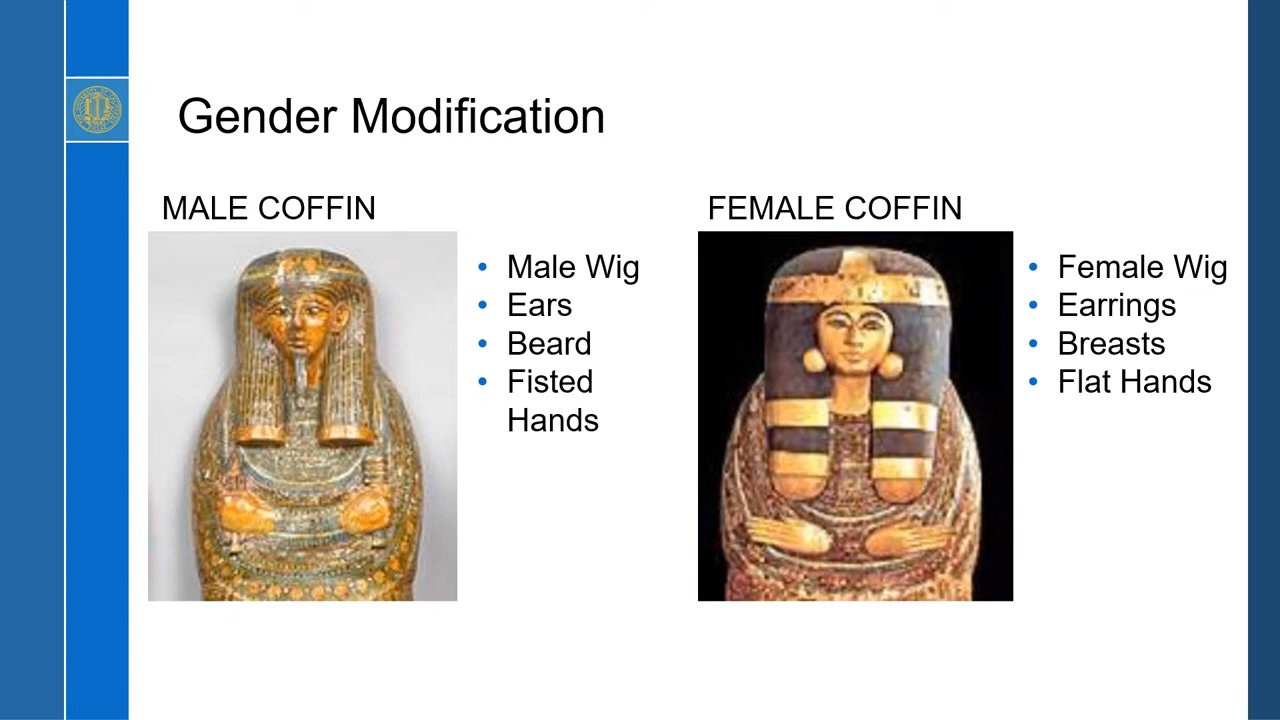 Gender Modification
MALE COFFIN
• Male Wig
• Ears
• Beard
• Fisted
Hands
FEMALE COFFIN
• Female Wig
• Earrings
• Breasts
• Flat Hands